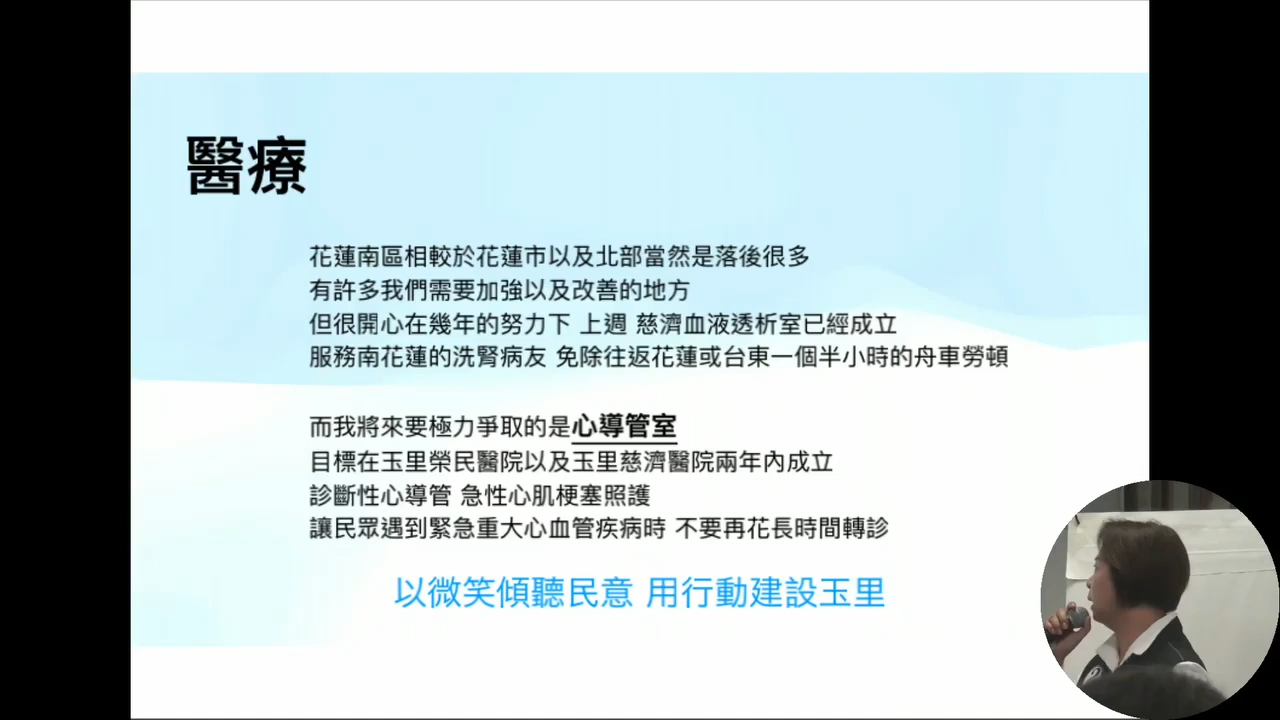 醫療
花蓮南區相較於花蓮市以及北部當然是落後很多
有許多我們需要加強以及改善的地方
但很開心在幾年的努力下 上週 慈濟血液透析室已經成立
服務南花蓮的洗腎病友 免除往返花蓮或台東一個半小時的舟車勞頓
而我將來要極力爭取的是心導管室
目標在玉里榮民醫院以及玉里慈濟醫院兩年內成立
診斷性心導管 急性心肌梗塞照護
讓民眾遇到緊急重大心血管疾病時 不要再花長時間轉診
以微笑傾聽民意 用行動建設玉里